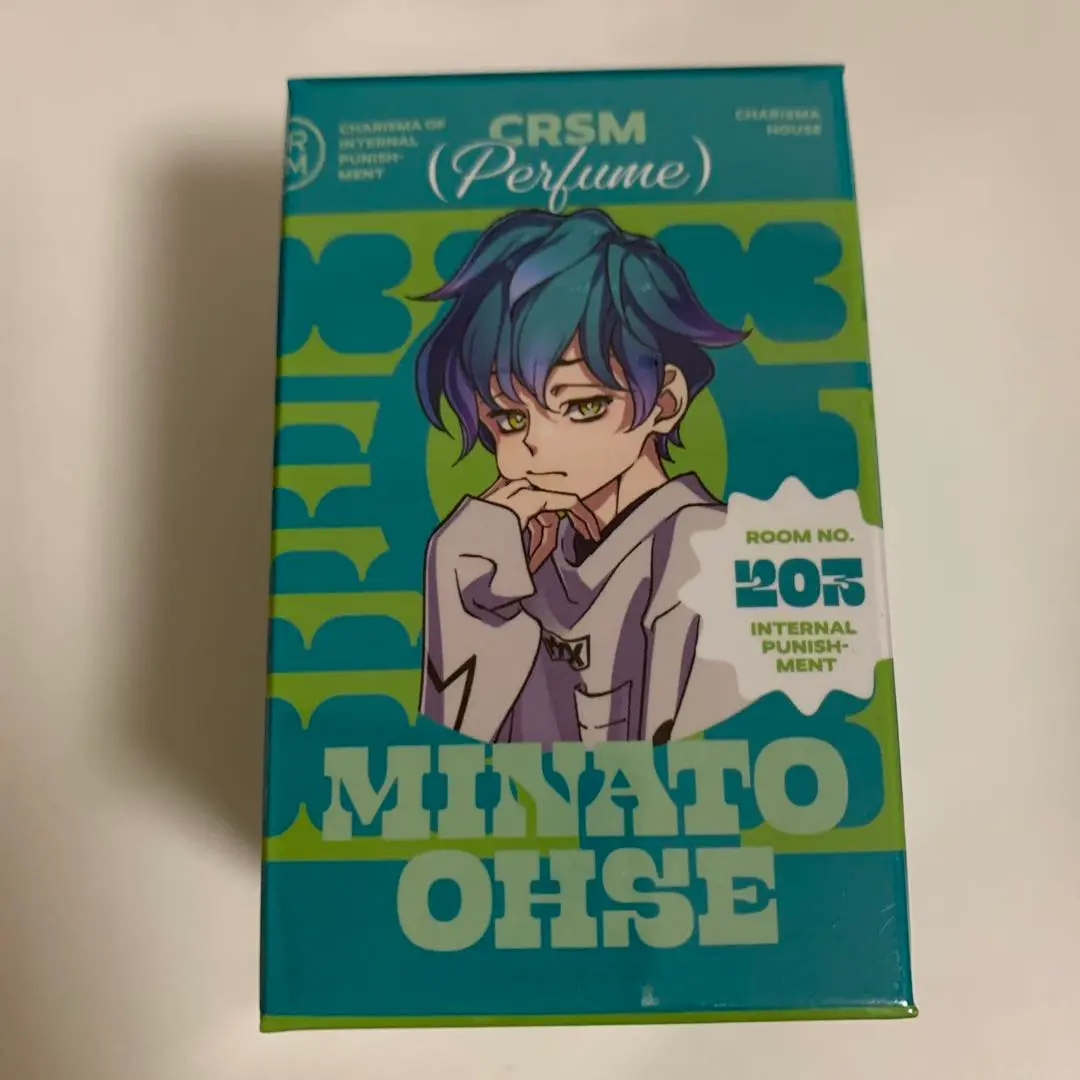 R
M
CHARISMA OF
INTERNAL
PUNISH-
MENT
CRSM
(Perfume)
CHARISMA
HOUSE
ROOM NO.
203
INTERNAL
PUNISH-
MENT
MINATO
OHSE